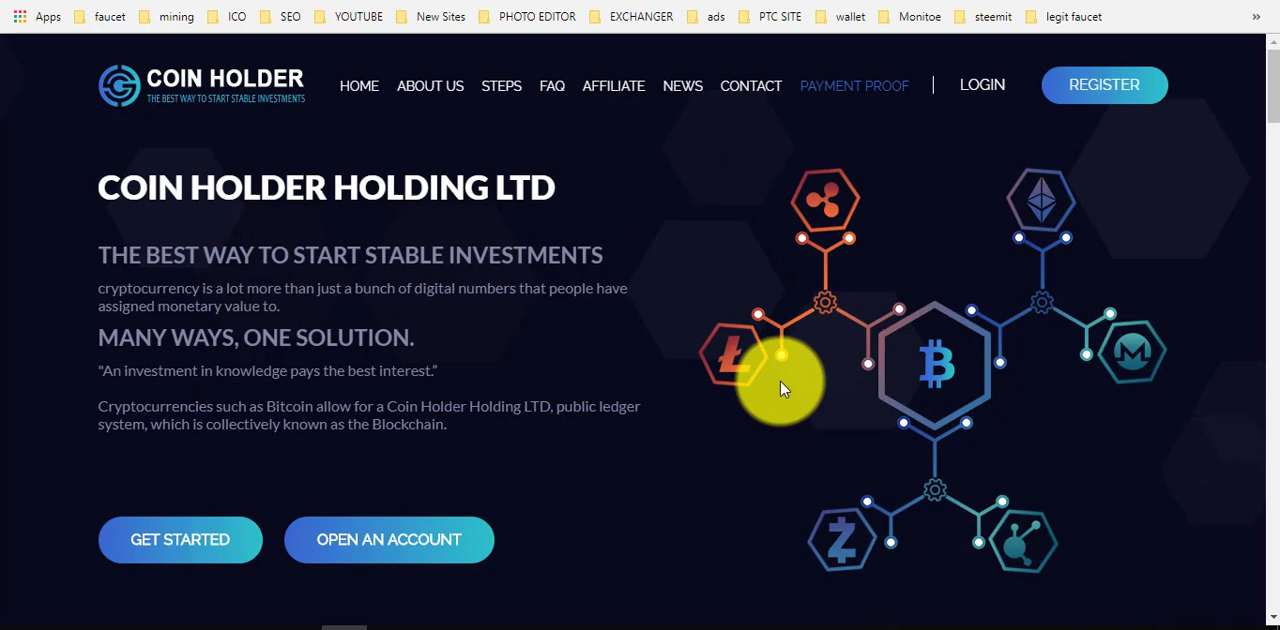 Apps faucet mining ICO SEO YOUTUBE New Sites PHOTO EDITOR EXCHANGER ads PTC SITE wallet Monitoe steemit legit faucet »
COIN HOLDER
THE BEST WAY TO START STABLE INVESTMENTS
HOME ABOUT US STEPS FAQ AFFILIATE NEWS CONTACT PAYMENT PROOF LOGIN REGISTER
COIN HOLDER HOLDING LTD
THE BEST WAY TO START STABLE INVESTMENTS
cryptocurrency is a lot more than just a bunch of digital numbers that people have
assigned monetary value to.
MANY WAYS, ONE SOLUTION.
"An investment in knowledge pays the best interest."
Cryptocurrencies such as Bitcoin allow for a Coin Holder Holding LTD, public ledger
system, which is collectively known as the Blockchain.
GET STARTED OPEN AN ACCOUNT